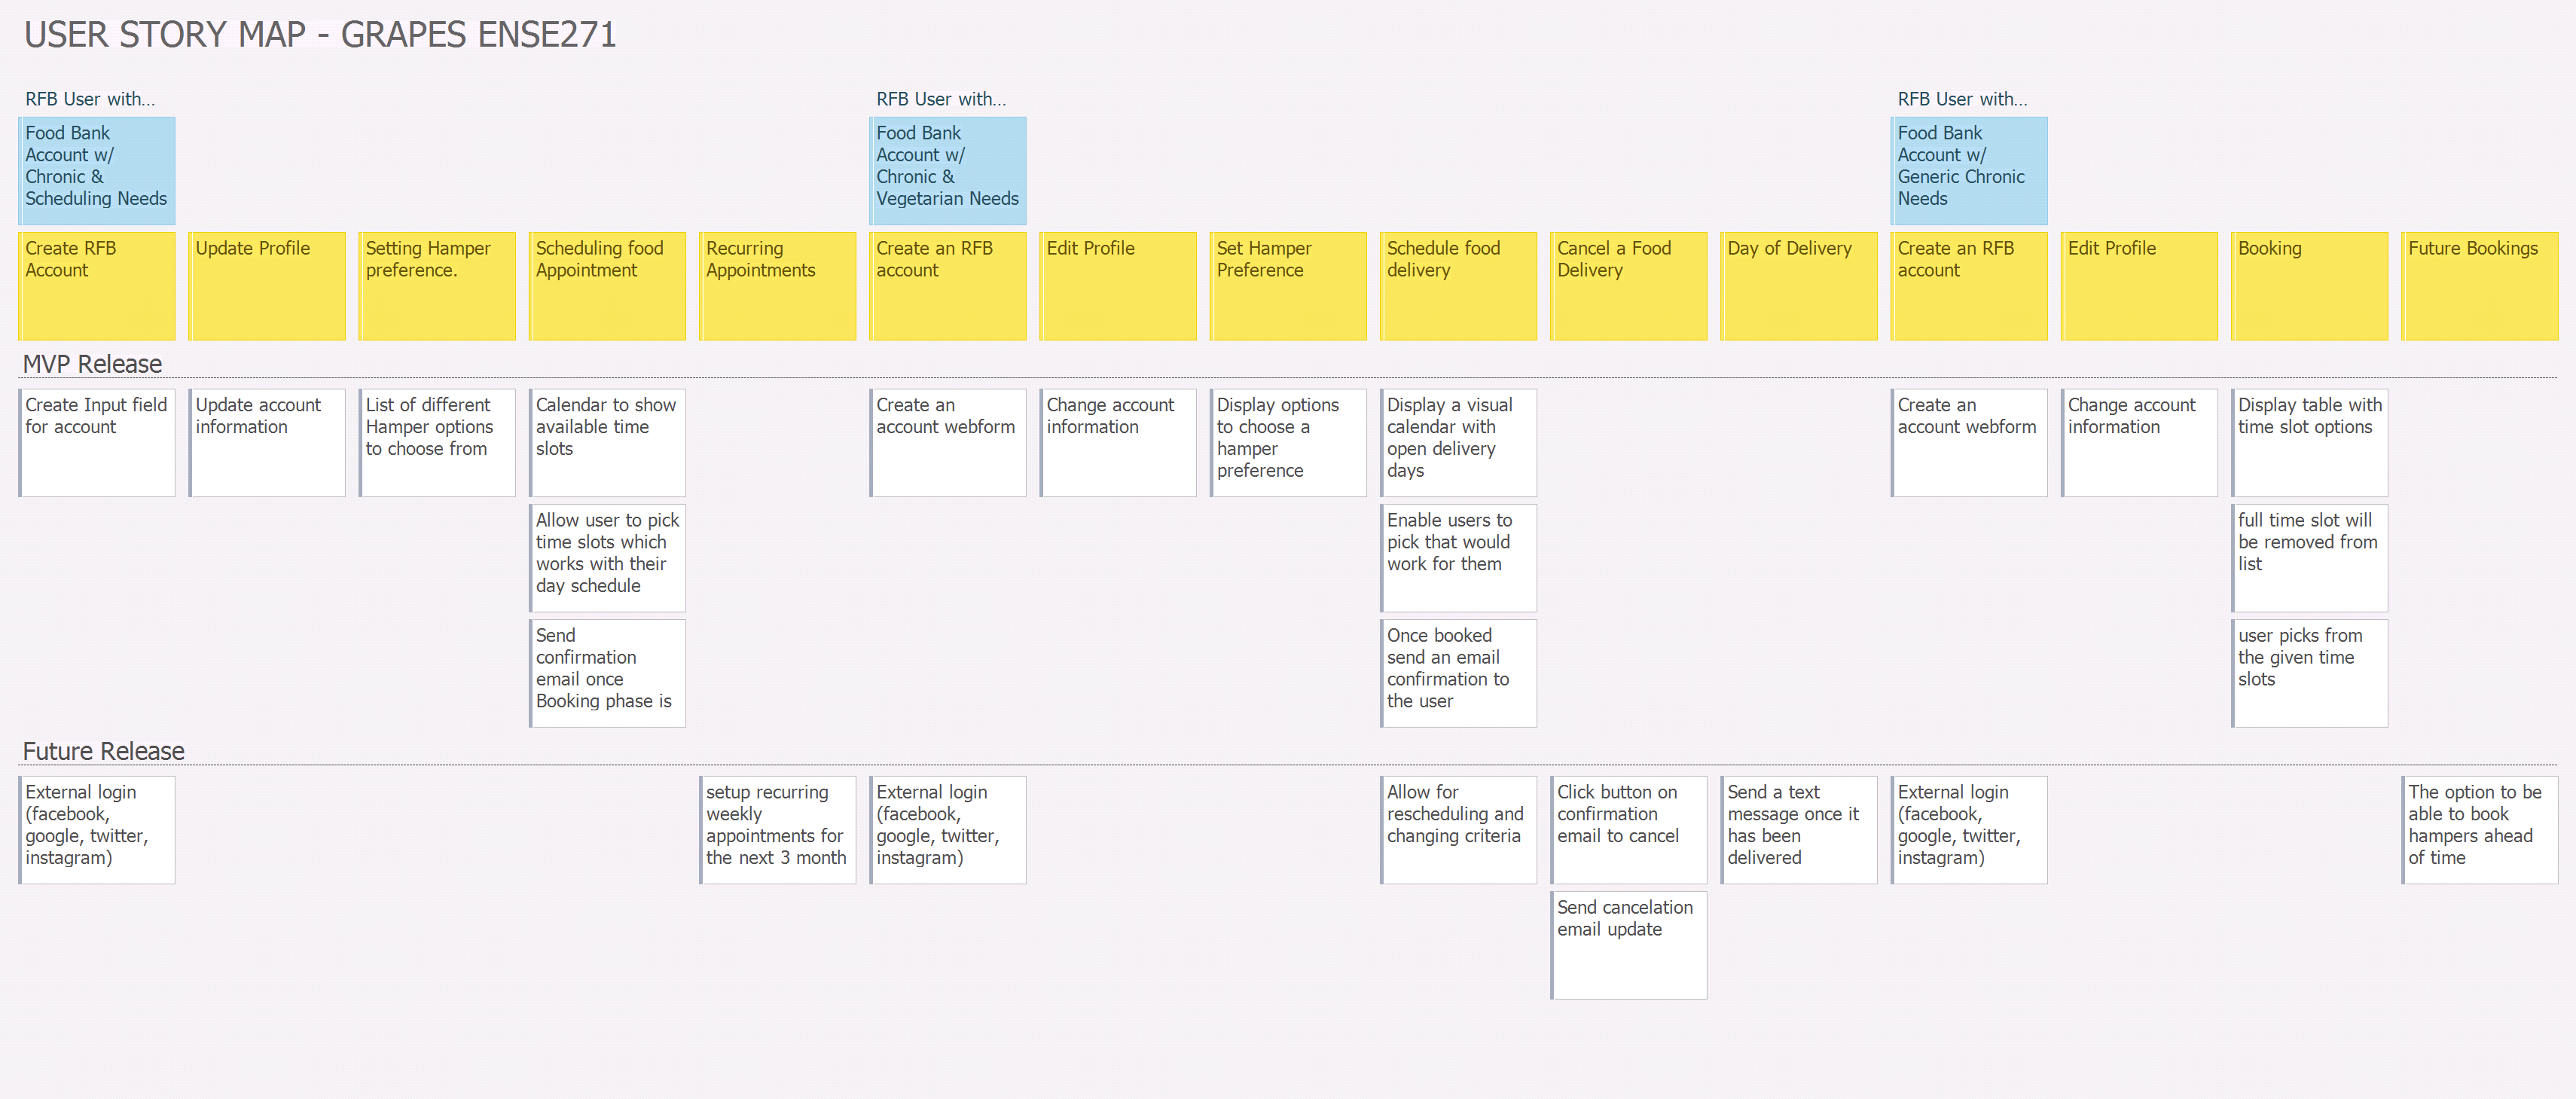 USER STORY MAP - GRAPES ENSE271
RFB User with...
RFB User with...
RFB User with...
Food Bank
Account w/
Chronic &
Scheduling Needs
Food Bank
Account w/
Chronic &
Vegetarian Needs
Food Bank
Account w/
Generic Chronic
Needs
Create RFB
Account
Update Profile
Setting Hamper
preference.
Scheduling food
Appointment
Recurring
Appointments
Create an RFB
account
Edit Profile
Set Hamper
Preference
Schedule food
delivery
Cancel a Food
Delivery
Day of Delivery
Create an RFB
account
Edit Profile
Booking
Future Bookings
MVP Release
Create Input field
for account
Update account
information
List of different
Hamper options
to choose from
Calendar to show
available time
slots
Create an
account webform
Change account
information
Display options
to choose a
hamper
preference
Display a visual
calendar with
open delivery
days
Create an
account webform
Change account
information
Display table with
time slot options
Allow user to pick
time slots which
works with their
day schedule
Enable users to
pick that would
work for them
full time slot will
be removed from
list
Send
confirmation
email once
Booking phase is
Once booked
send an email
confirmation to
the user
user picks from
the given time
slots
Future Release
External login
(facebook,
google, twitter,
instagram)
setup recurring
weekly
appointments for
the next 3 month
External login
(facebook,
google, twitter,
instagram)
Allow for
rescheduling and
changing criteria
Click button on
confirmation
email to cancel
Send a text
message once it
has been
delivered
External login
(facebook,
google, twitter,
instagram)
The option to be
able to book
hampers ahead
of time
Send cancelation
email update